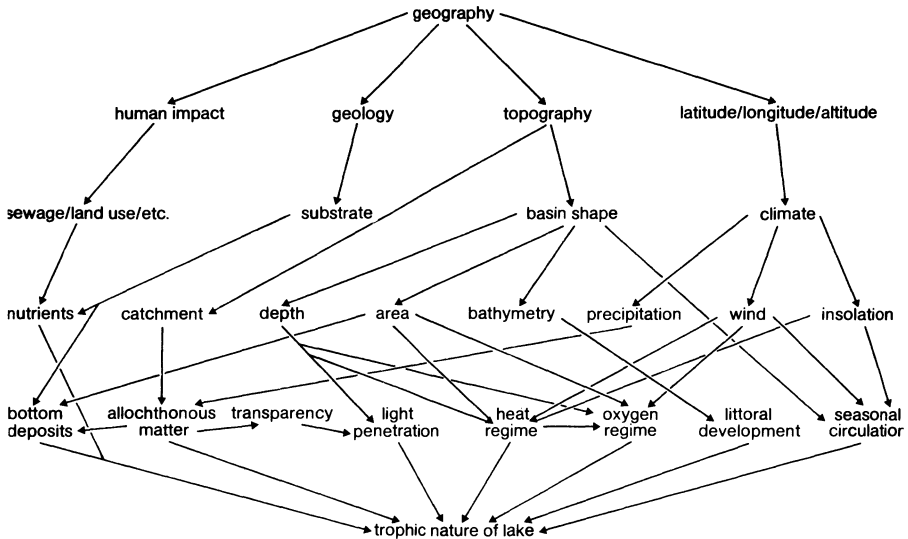 geography
human impact
geology
topography
latitude/longitude/altitude
sewage/land use/etc.
substrate
basin shape
climate
nutrients
catchment
depth
area
bathymetry
precipitation
wind
insolation
bottom
deposits
allochthonous
matter
transparency
light
penetration
heat
regime
oxygen
regime
littoral
development
seasonal
circulation
trophic nature of lake